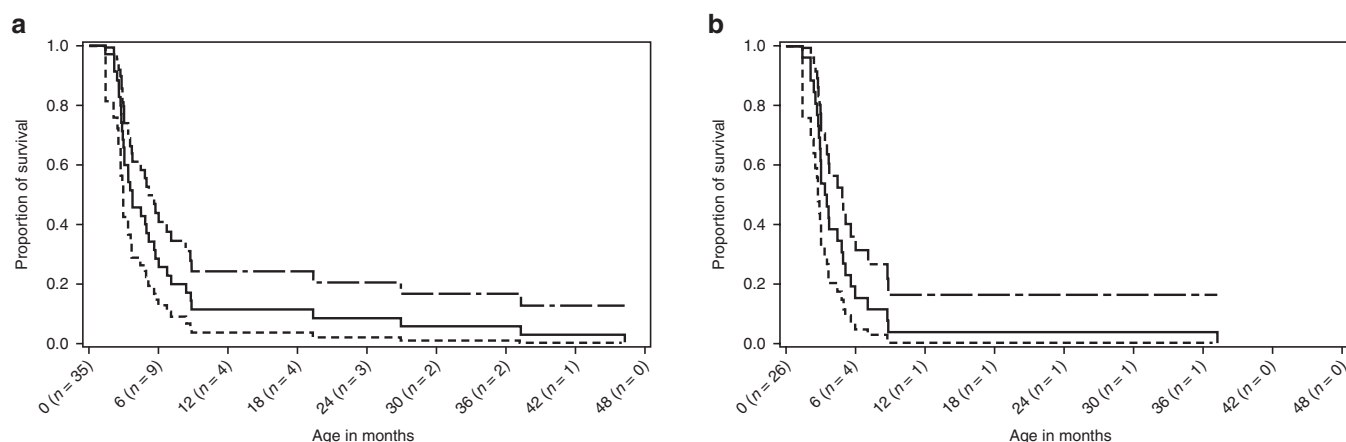 a
Proportion of survival
1.0
0.8
0.6
0.4
0.2
0.0
0 (n = 35)
6 (n = 9)
12 (n = 4)
18 (n = 4)
24 (n = 3)
30 (n = 2)
36 (n = 2)
42 (n = 1)
48 (n = 0)
Age in months
b
Proportion of survival
1.0
0.8
0.6
0.4
0.2
0.0
0 (n = 26)
6 (n = 4)
12 (n = 1)
18 (n = 1)
24 (n = 1)
30 (n = 1)
36 (n = 1)
42 (n = 0)
48 (n = 0)
Age in months